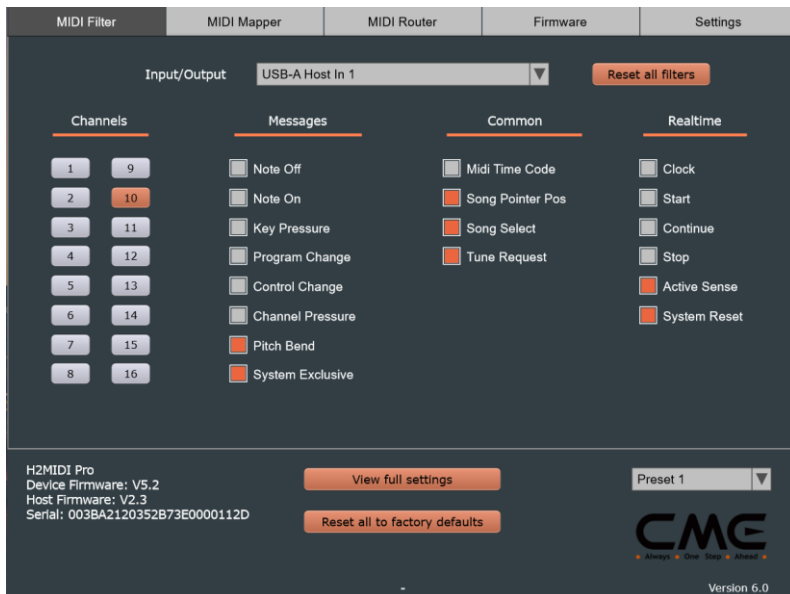 MIDI Filter MIDI Mapper MIDI Router Firmware Settings
Input/Output USB-A Host In 1 Reset all filters
Channels Messages Common Realtime
1 9 Note Off Midi Time Code Clock
2 10 Note On Song Pointer Pos Start
3 11 Key Pressure Song Select Continue
4 12 Program Change Tune Request Stop
5 13 Control Change Active Sense
6 14 Channel Pressure System Reset
7 15 Pitch Bend
8 16 System Exclusive
H2MIDI Pro
Device Firmware: V5.2
Host Firmware: V2.3
Serial: 003BA2120352B73E0000112D
View full settings
Reset all to factory defaults
Preset 1
CME
Always One Step Ahead
- Version 6.0